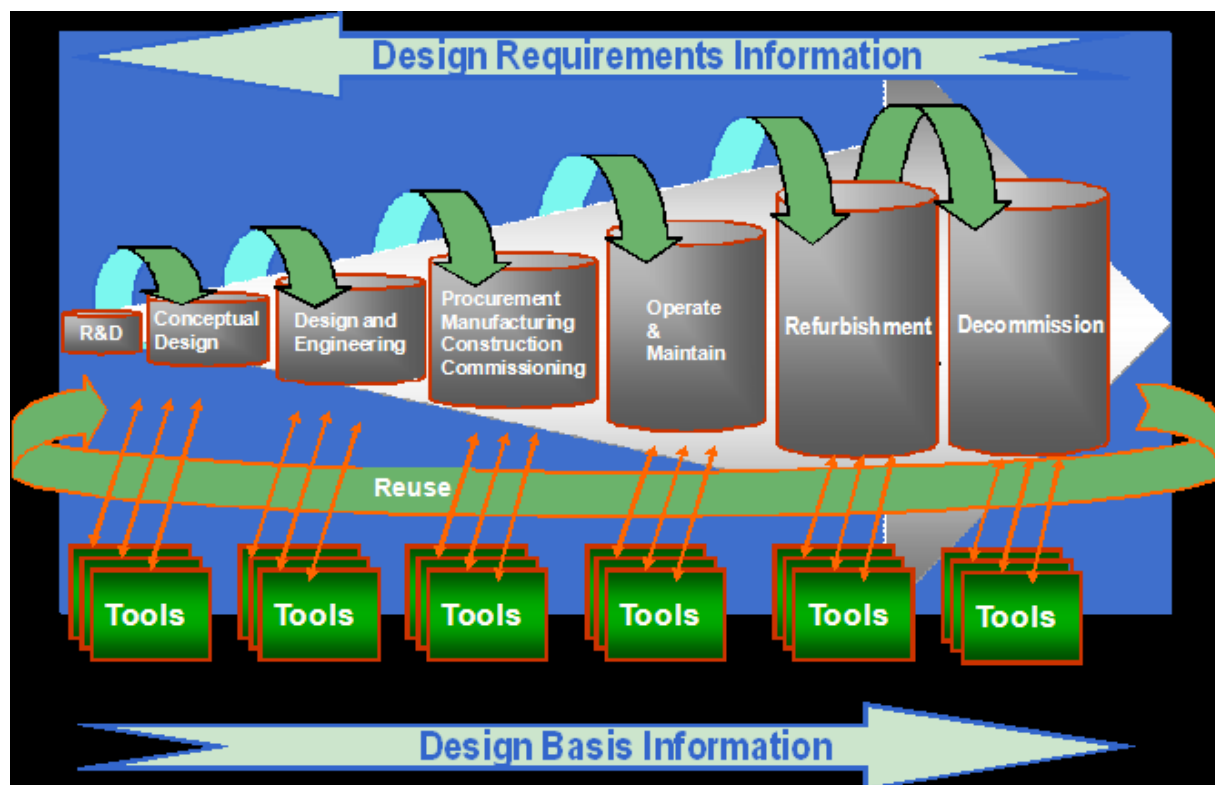 Design Requirements Information
R&D
Conceptual
Design
Design and
Engineering
Procurement
Manufacturing
Construction
Commissioning
Operate
&
Maintain
Refurbishment
Decommission
Reuse
Tools
Tools
Tools
Tools
Tools
Tools
Design Basis Information